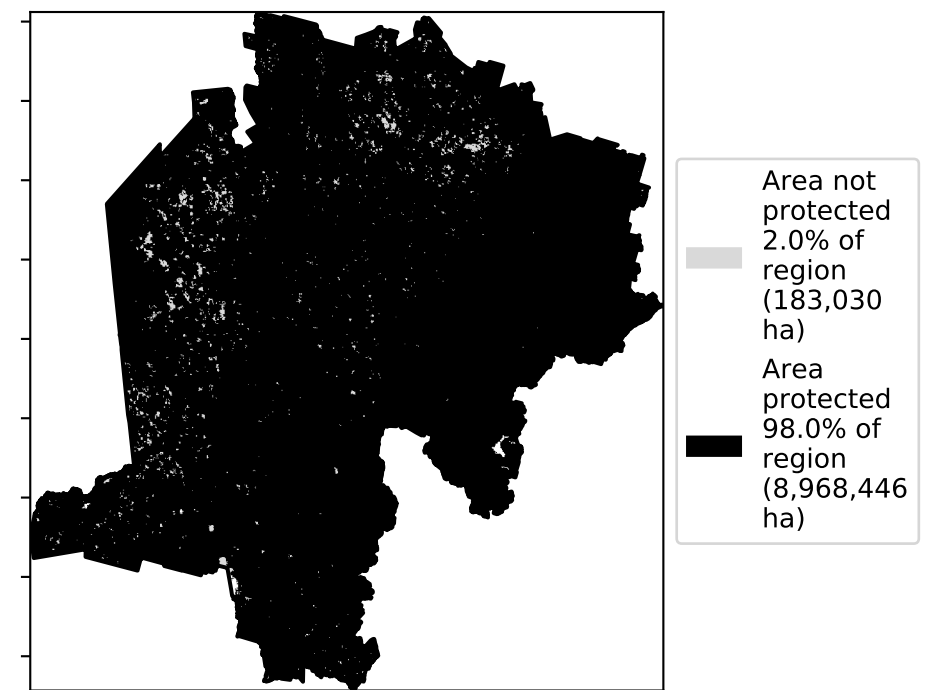 Area not
protected
2.0% of
region
(183,030
ha)
Area
protected
98.0% of
region
(8,968,446
ha)